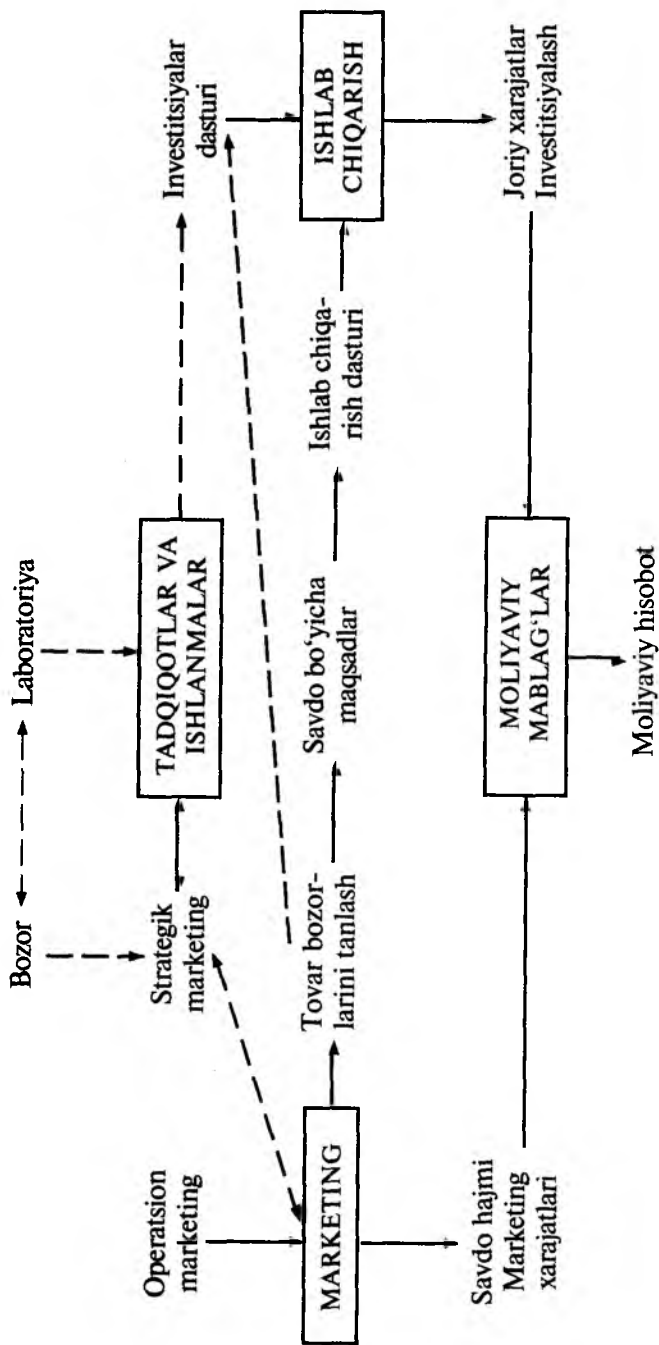 Bozor
Laboratoriya
Operatsion
marketing
Strategik
marketing
TADQIQOTLAR VA
ISHLANMALAR
Investitsiyalar
dasturi
MARKETING
Tovar bozor-
larini tanlash
Savdo bo‘yicha
maqsadlar
Ishlab chiqa-
rish dasturi
ISHLAB
CHIQARISH
Savdo hajmi
Marketing
xarajatlari
MOLIYAVIY
MABLAG‘LAR
Joriy xarajatlar
Investitsiyalash
Moliyaviy hisobot